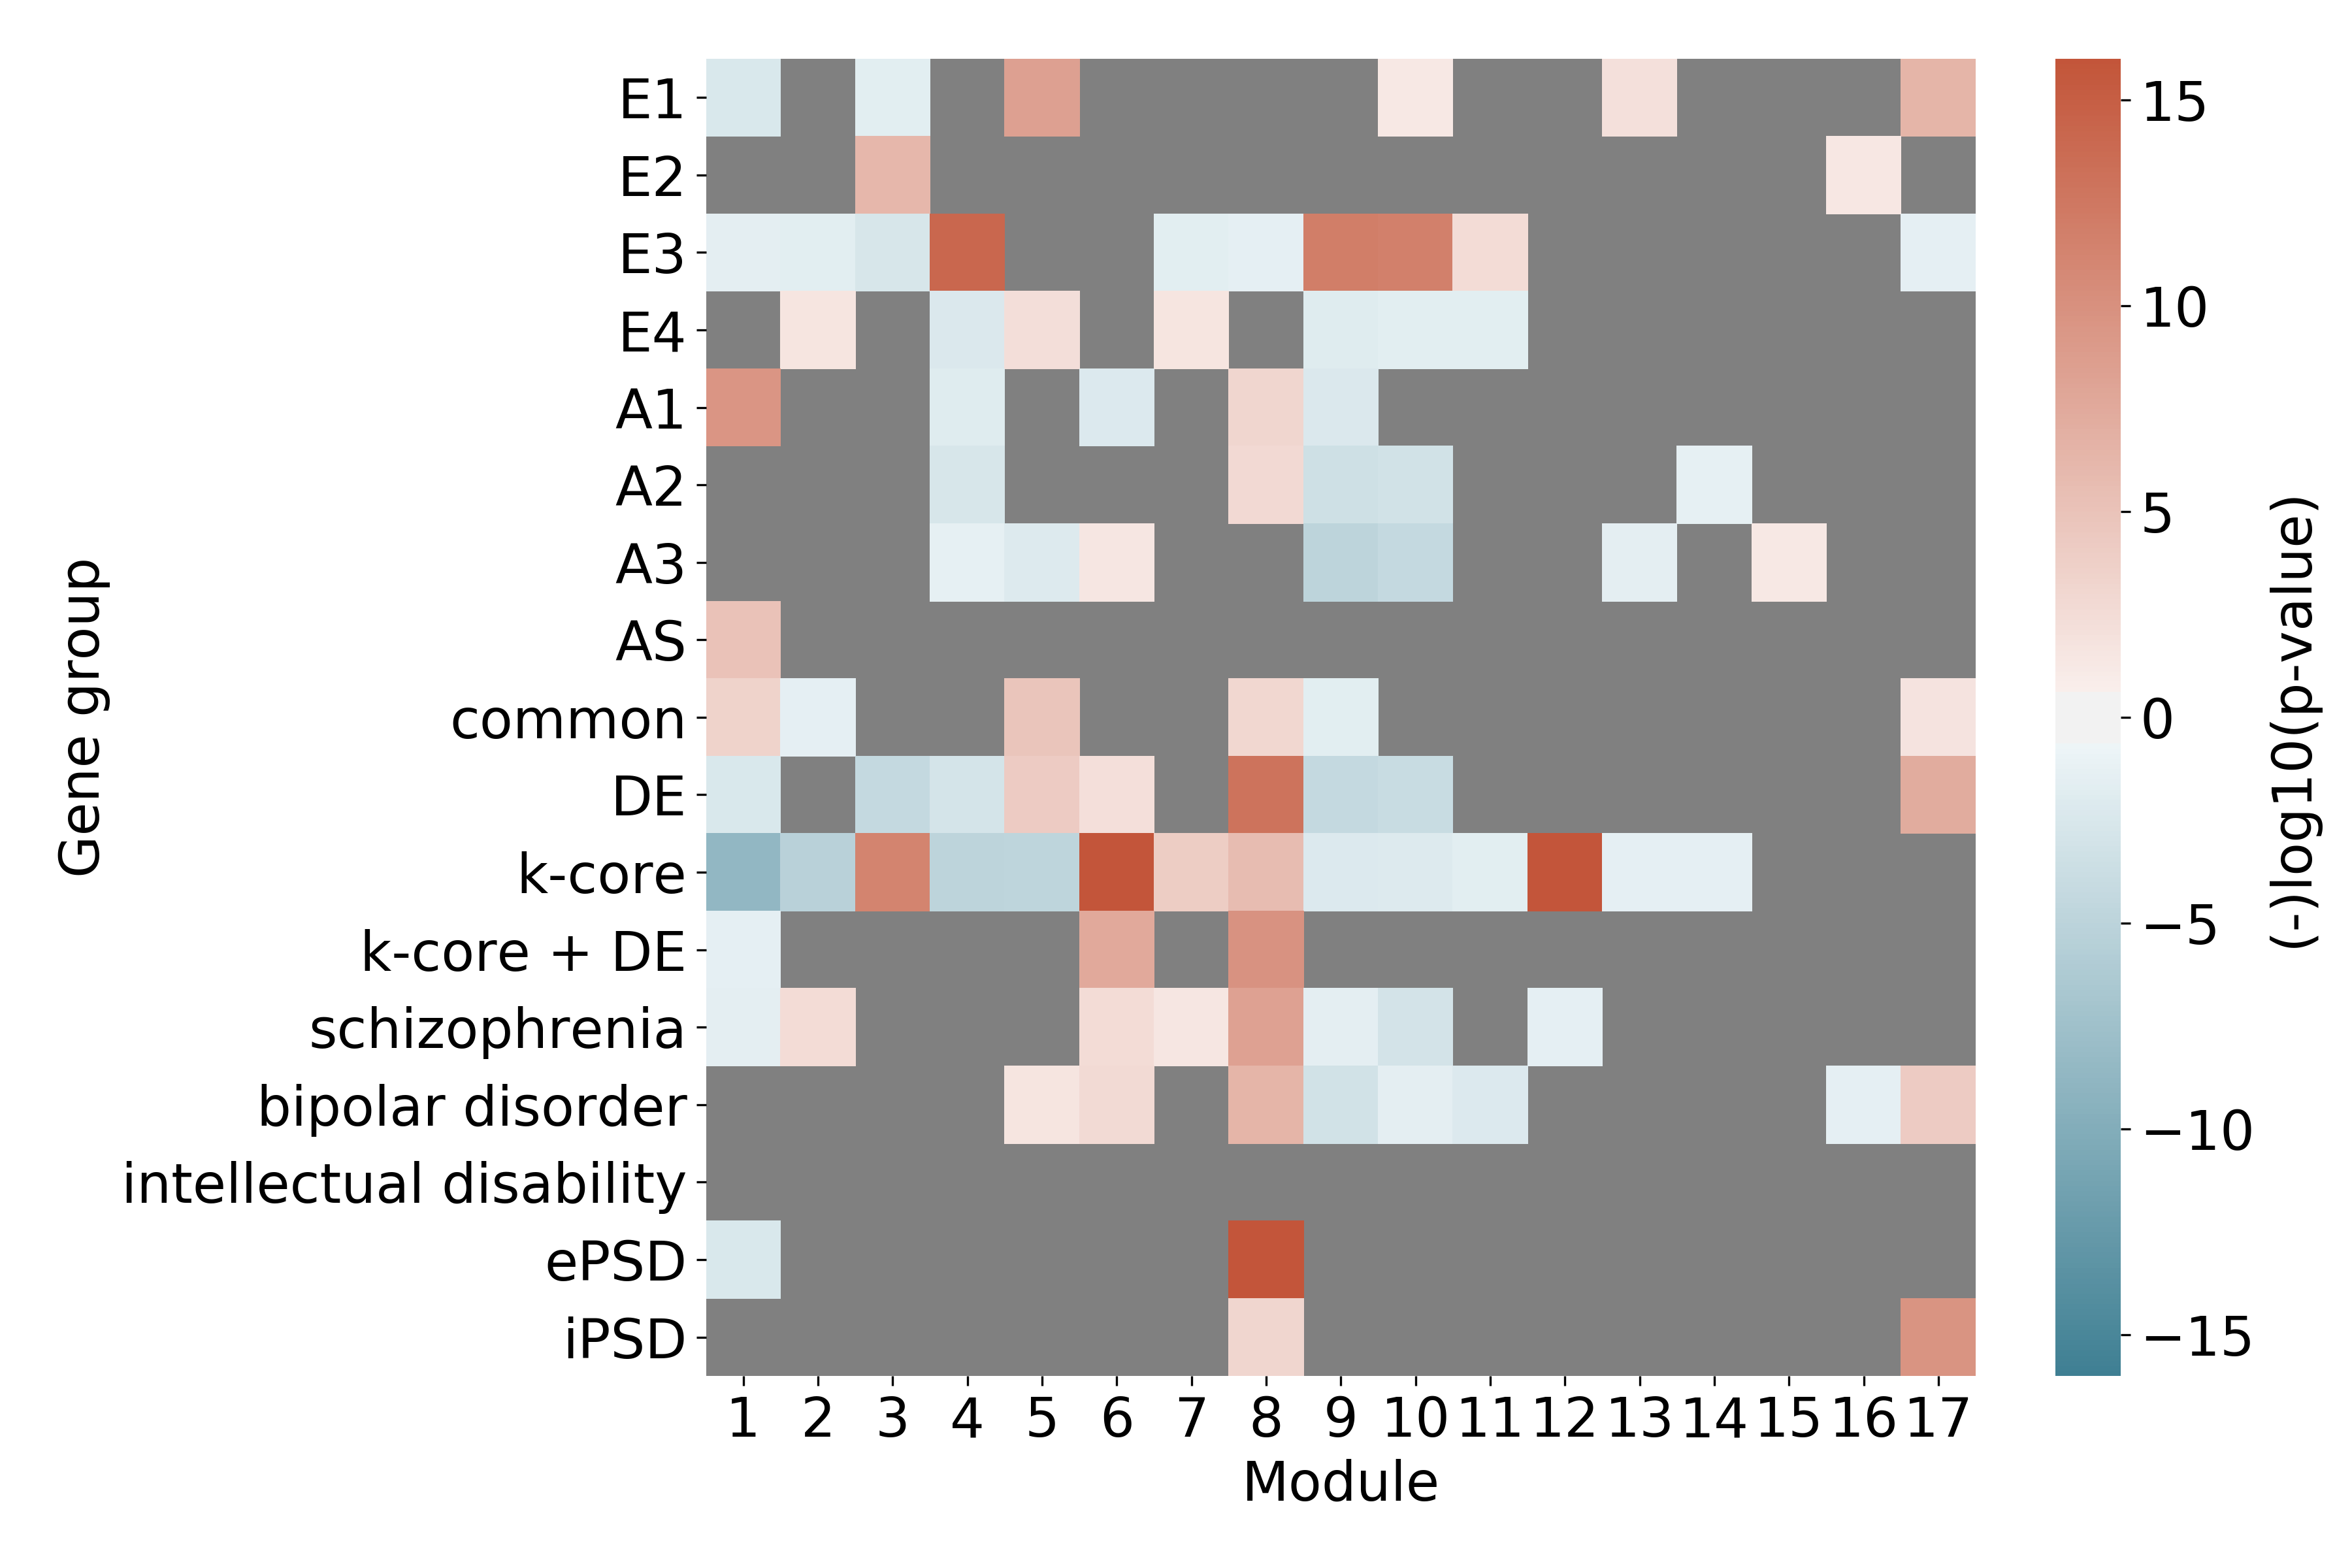 E1
E2
E3
E4
A1
A2
A3
AS
common
DE
k-core
k-core + DE
schizophrenia
bipolar disorder
intellectual disability
ePSD
iPSD
Gene group
1 2 3 4 5 6 7 8 9 10 11 12 13 14 15 16 17
Module
15
10
5
0
−5
−10
−15
(-)log10(p-value)